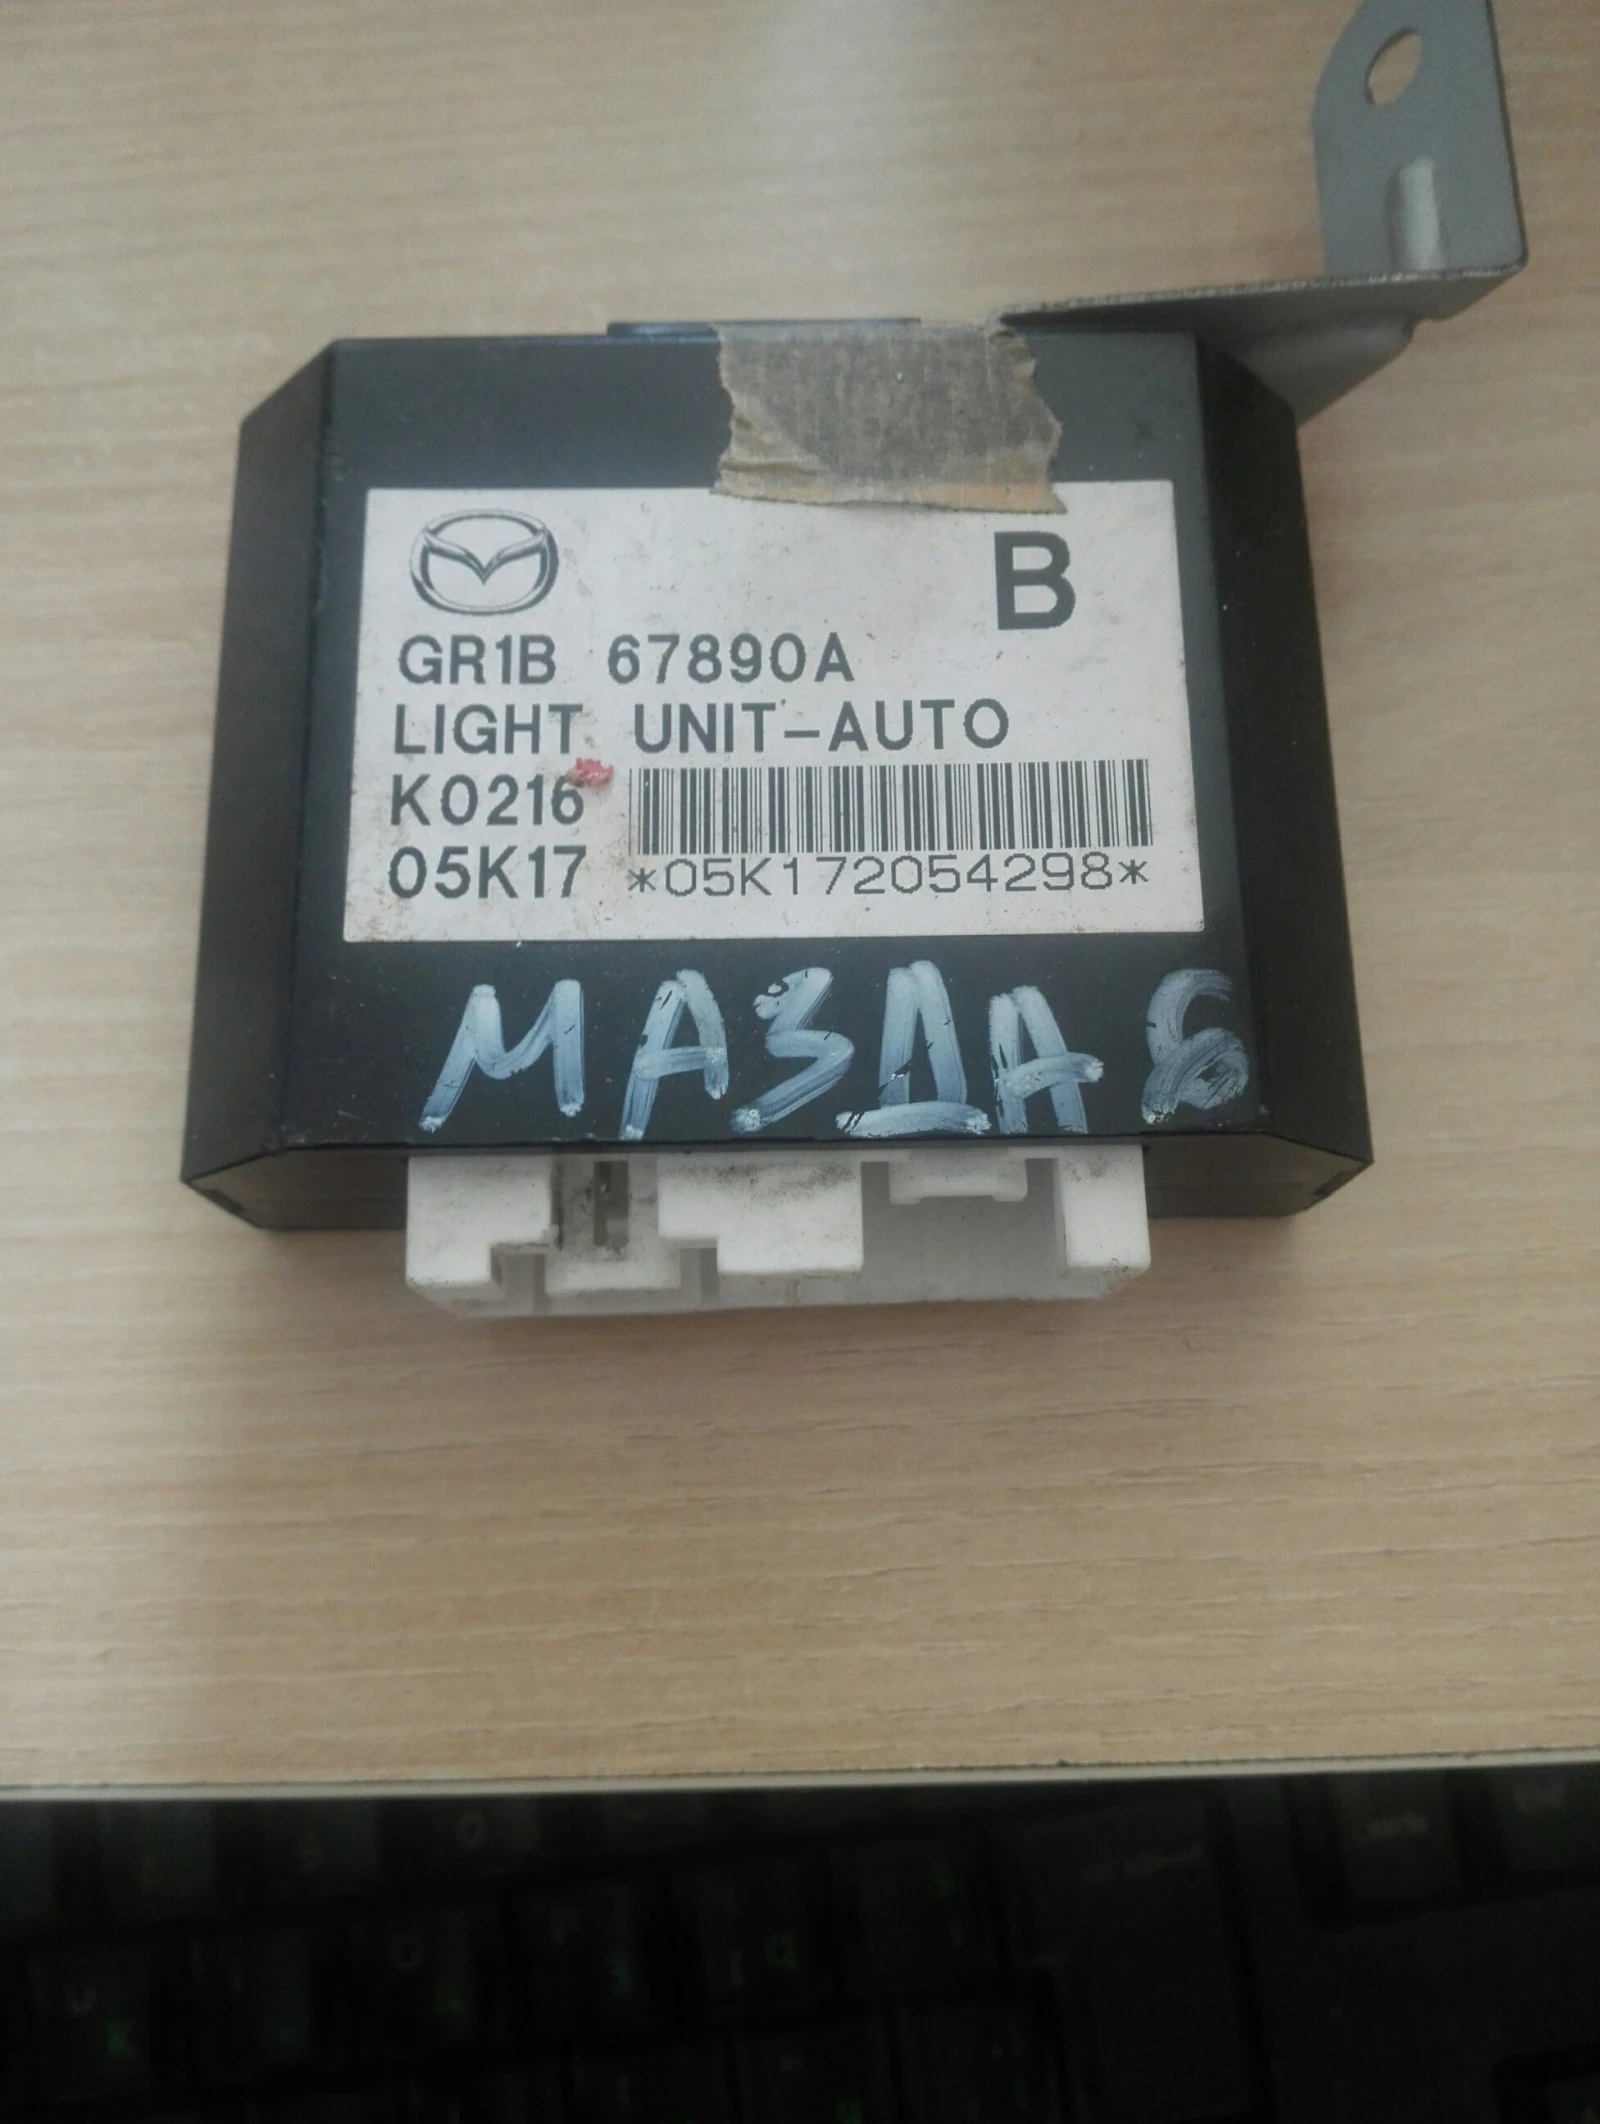 B
GR1B 67890A
LIGHT UNIT-AUTO
K0216
05K17 *05K172054298*
МАЗДА 6